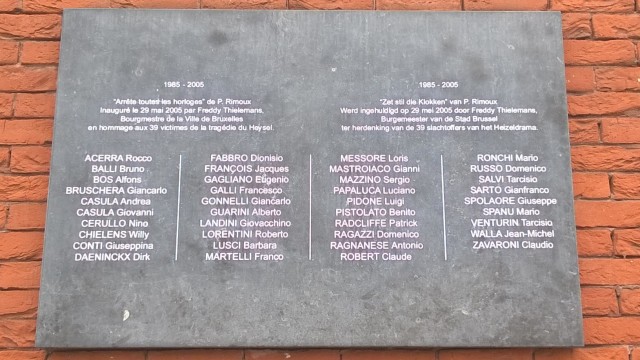 1985 - 2005
"Arrête toutes les horloges" de P. Rimoux
Inauguré le 29 mai 2005 par Freddy Thielemans,
Bourgmestre de la Ville de Bruxelles
en hommage aux 39 victimes de la tragédie du Heysel
1985 - 2005
"Zet stil die Klokken" van P. Rimoux
Werd ingehuldigd op 29 mei 2005 door Freddy Thielemans,
Burgemeester van de Stad Brussel
ter herdenking van de 39 slachtoffers van het Heizeldrama.
ACERRA Rocco
BALLI Bruno
BOS Alfons
BRUSCHERA Giancarlo
CASULA Andrea
CASULA Giovanni
CERULLO Nino
CHIELENS Willy
CONTI Giuseppina
DAENINCKX Dirk
FABBRO Dionisio
FRANÇOIS Jacques
GAGLIANO Eugenio
GALLI Francesco
GONNELLI Giancarlo
GUARINI Alberto
LANDINI Giovacchino
LORENTINI Roberto
LUSCI Barbara
MARTELLI Franco
MESSORE Loris
MASTROIACO Gianni
MAZZINO Sergio
PAPALUCA Luciano
PIDONE Luigi
PISTOLATO Benito
RADCLIFFE Patrick
RAGAZZI Domenico
RAGNANESE Antonio
ROBERT Claude
RONCHI Mario
RUSSO Domenico
SALVI Tarcisio
SARTO Gianfranco
SPOLAORE Giuseppe
SPANU Mario
VENTURIN Tarcisio
WALLA Jean-Michel
ZAVARONI Claudio